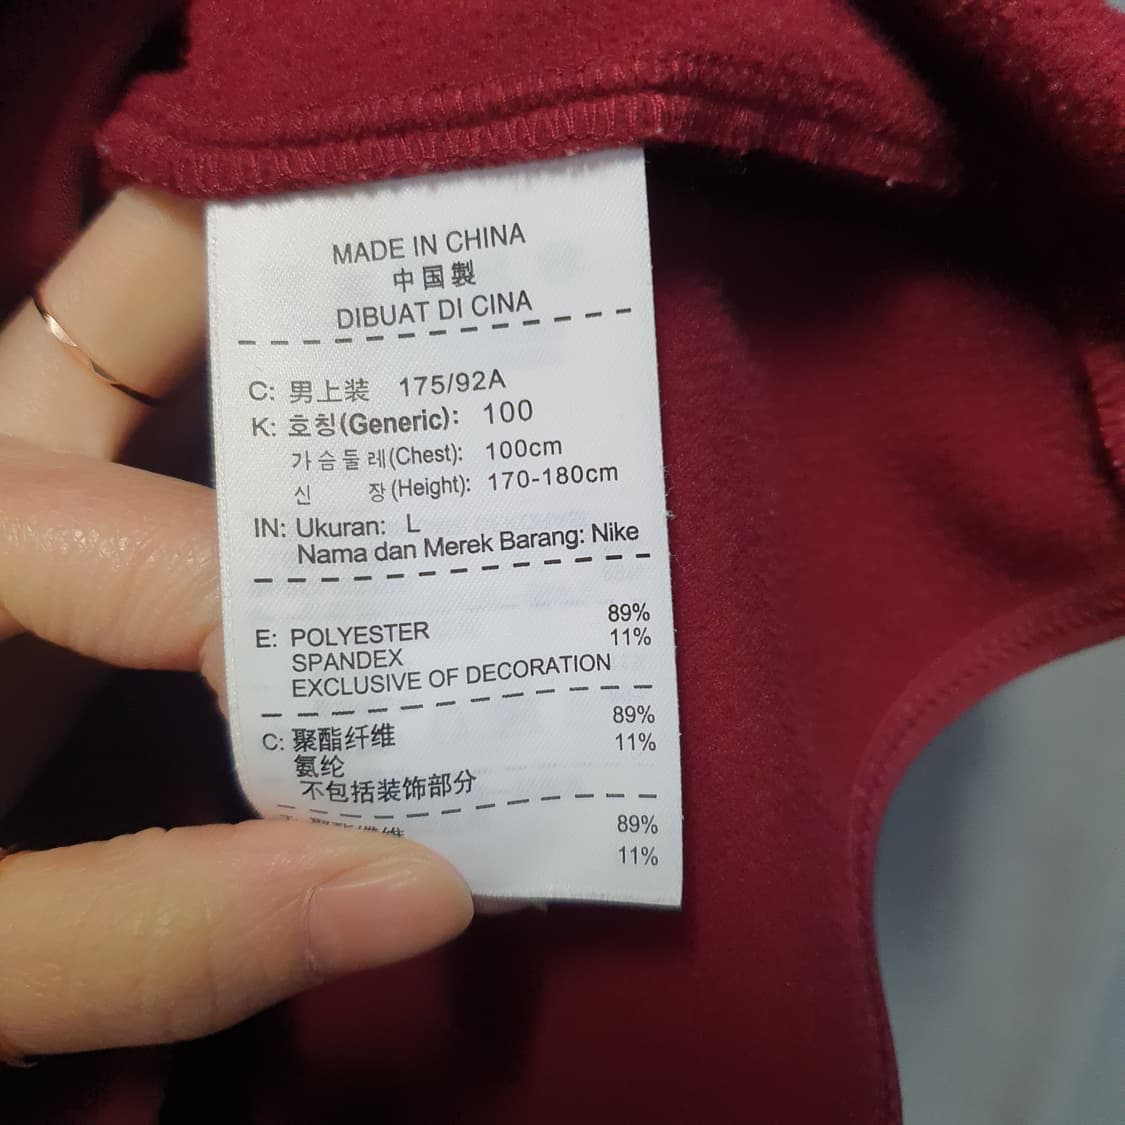 MADE IN CHINA
中国製
DIBUAT DI CINA
C: 男上装 175/92A
K: 호칭(Generic): 100
가슴둘레(Chest): 100cm
신 장(Height): 170-180cm
IN: Ukuran: L
Nama dan Merek Barang: Nike
E: POLYESTER 89%
SPANDEX 11%
EXCLUSIVE OF DECORATION
C: 聚酯纤维 89%
氨纶 11%
不包括装饰部分
89%
11%